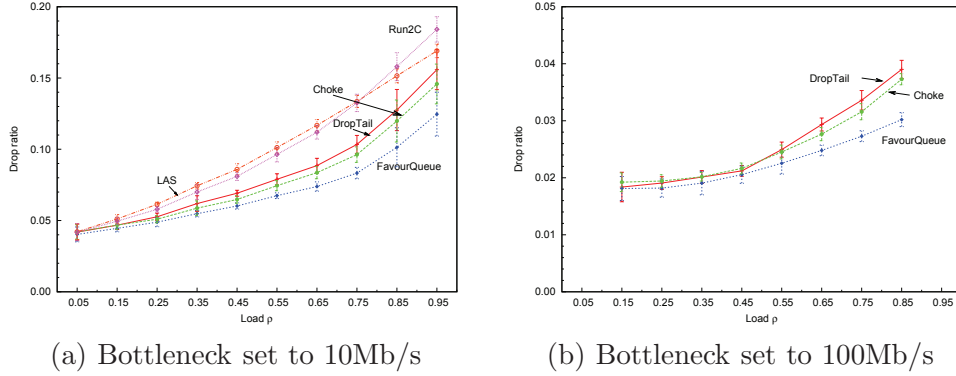 0.20
0.15
0.10
0.05
0.00
Drop ratio
0.05 0.15 0.25 0.35 0.45 0.55 0.65 0.75 0.85 0.95
Load ρ
Run2C
Choke
DropTail
FavourQueue
LAS
(a) Bottleneck set to 10Mb/s
0.05
0.04
0.03
0.02
0.01
0.00
Drop ratio
0.05 0.15 0.25 0.35 0.45 0.55 0.65 0.75 0.85 0.95
Load ρ
DropTail
Choke
FavourQueue
(b) Bottleneck set to 100Mb/s